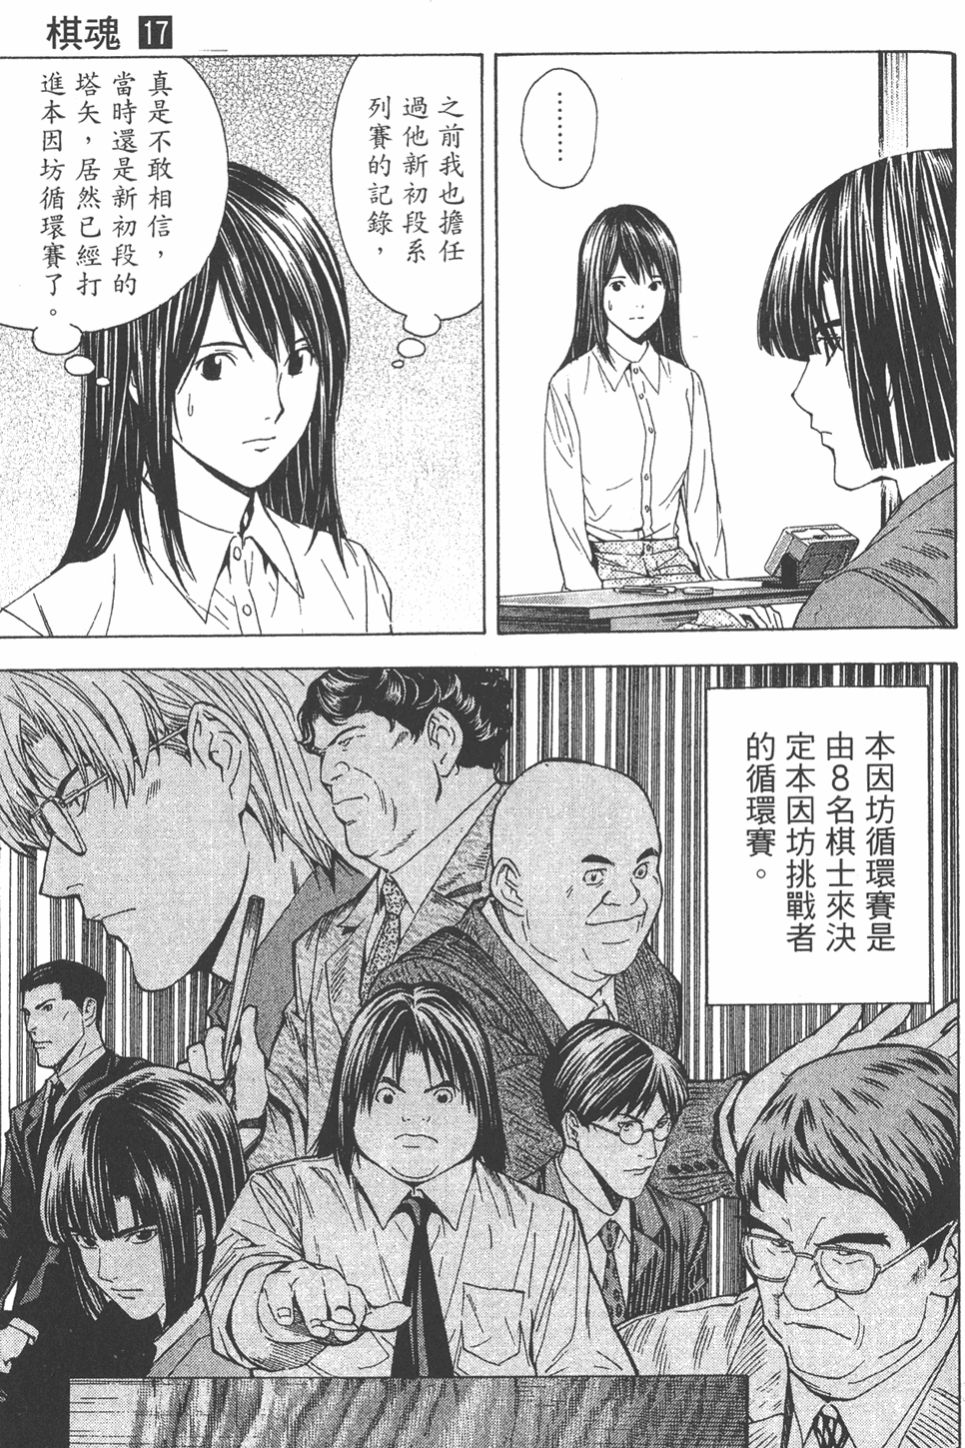 棋魂 17
…………
之前我也擔任
過他新初段系
列賽的記錄，
真是不敢相信，
當時還是新初段的
塔矢，居然已經打
進本因坊循環賽了。
本因坊循環賽是
由8名棋士來決
定本因坊挑戰者
的循環賽。